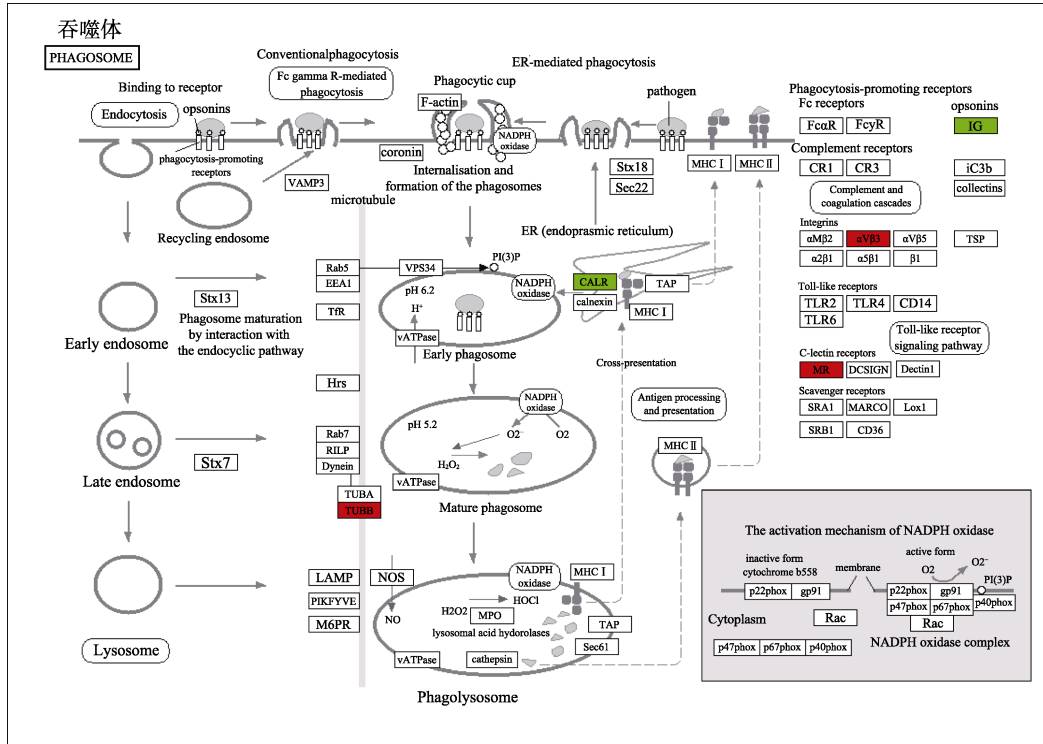 吞噬体
PHAGOSOME
Conventionalphagocytosis
Fc gamma R-mediated
phagocytosis
Binding to receptor
Endocytosis
opsonins
phagocytosis-promoting
receptors
VAMP3
Recycling endosome
microtubule
Phagocytic cup
F-actin
coronin
NADPH
oxidase
Internalisation and
formation of the phagosomes
ER-mediated phagocytosis
pathogen
Stx18
Sec22
MHC I
MHC II
ER (endoprasmic reticulum)
Phagocytosis-promoting receptors
Fc receptors
opsonins
FcαR
FcyR
IG
Complement receptors
CR1
CR3
iC3b
collectins
Complement and
coagulation cascades
Integrins
αMβ2
αVβ3
αVβ5
TSP
α2β1
α5β1
β1
Toll-like receptors
TLR2
TLR4
CD14
TLR6
Toll-like receptor
signaling pathway
C-lectin receptors
MR
DCSIGN
Dectin1
Scavenger receptors
SRA1
MARCO
Lox1
SRB1
CD36
Early endosome
Stx13
Phagosome maturation
by interaction with
the endocyclic pathway
Rab5
EEA1
TfR
VPS34
PI(3)P
pH 6.2
H⁺
vATPase
NADPH
oxidase
Early phagosome
CALR
calnexin
TAP
MHC I
Cross-presentation
Hrs
Late endosome
Stx7
Rab7
RILP
Dynein
TUBA
TUBB
pH 5.2
NADPH
oxidase
O2⁻
O2
H₂O₂
vATPase
Mature phagosome
Antigen processing
and presentation
MHC II
Lysosome
LAMP
PIKFYVE
M6PR
NOS
NO
NADPH
oxidase
MHC I
H2O2
HOCl
MPO
lysosomal acid hydorolases
TAP
Sec61
vATPase
cathepsin
Phagolysosome
The activation mechanism of NADPH oxidase
inactive form
cytochrome b558
membrane
active form
O2
O2⁻
PI(3)P
p22phox
gp91
p22phox
gp91
p47phox
p67phox
p40phox
Cytoplasm
Rac
Rac
NADPH oxidase complex
p47phox
p67phox
p40phox